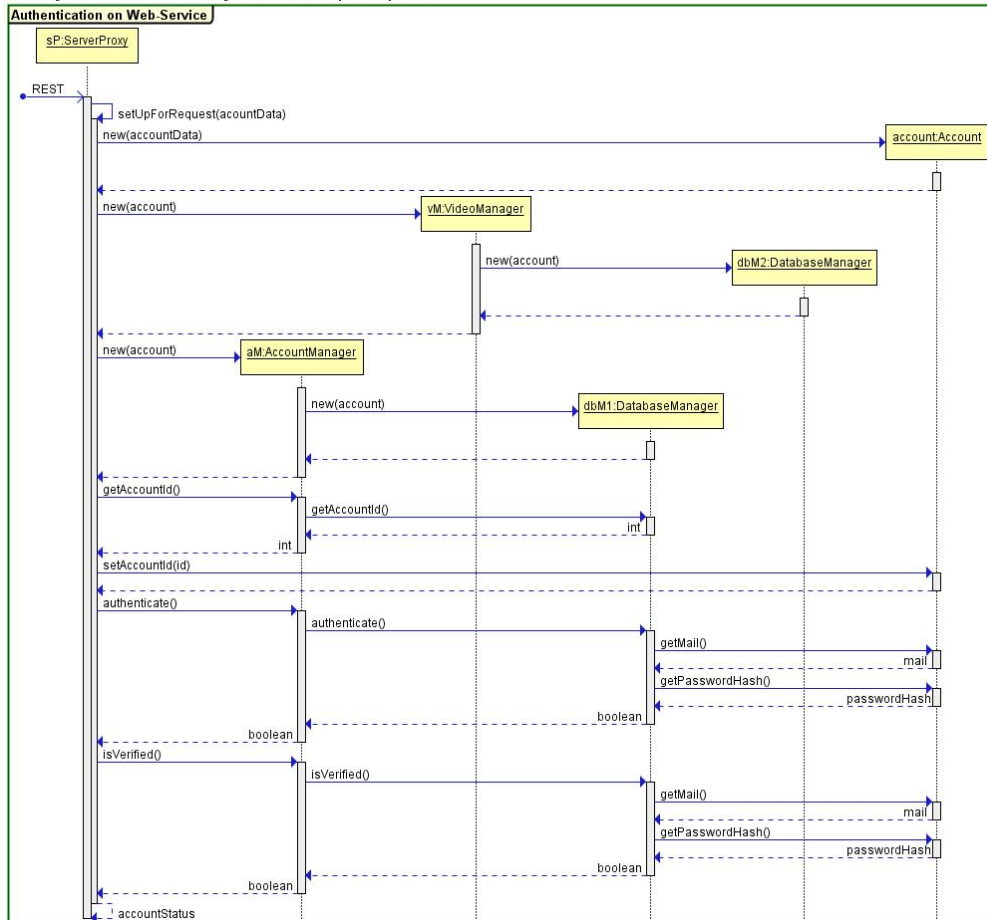 Authentication on Web-Service
sP:ServerProxy
REST
setUpForRequest(acountData)
new(accountData)
account:Account
new(account)
vM:VideoManager
new(account)
dbM2:DatabaseManager
new(account)
aM:AccountManager
new(account)
dbM1:DatabaseManager
getAccountId()
getAccountId()
int
int
setAccountId(id)
authenticate()
authenticate()
getMail()
mail
getPasswordHash()
passwordHash
boolean
boolean
isVerified()
isVerified()
getMail()
mail
getPasswordHash()
passwordHash
boolean
boolean
accountStatus